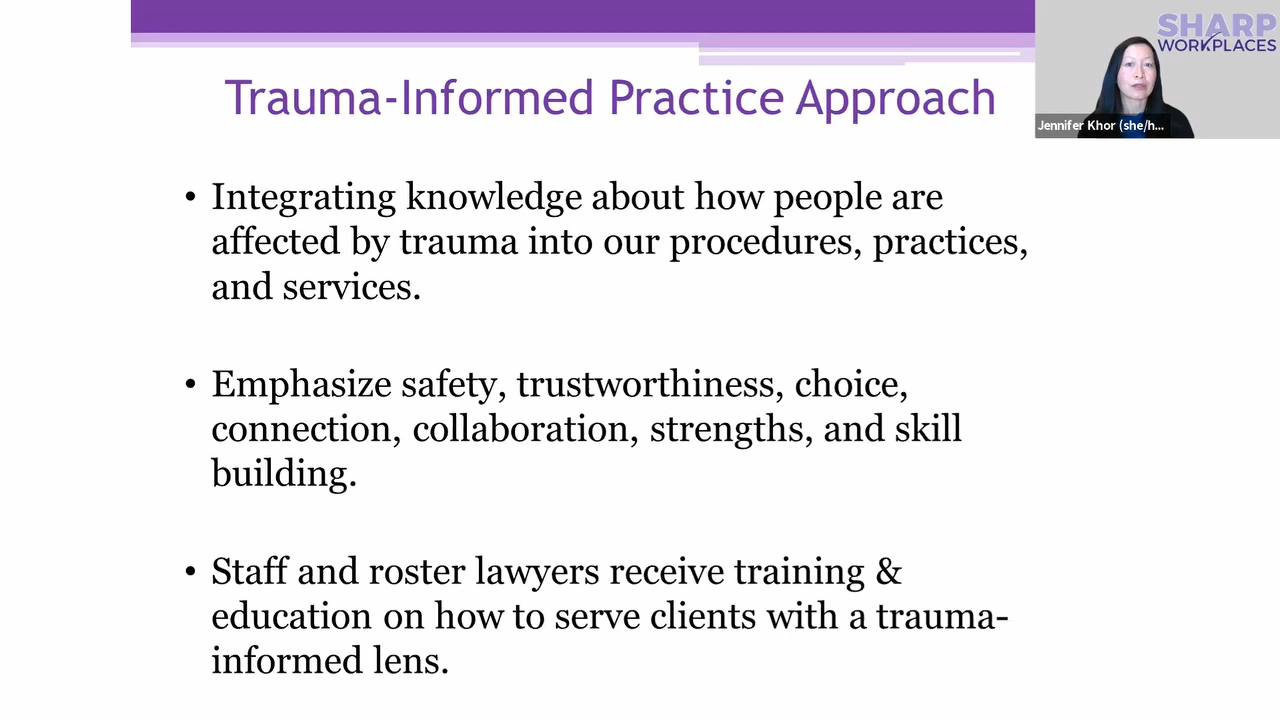 SHARP
WORKPLACES
Trauma-Informed Practice Approach
Jennifer Khor (she/h...
• Integrating knowledge about how people are
affected by trauma into our procedures, practices,
and services.
• Emphasize safety, trustworthiness, choice,
connection, collaboration, strengths, and skill
building.
• Staff and roster lawyers receive training &
education on how to serve clients with a trauma-
informed lens.